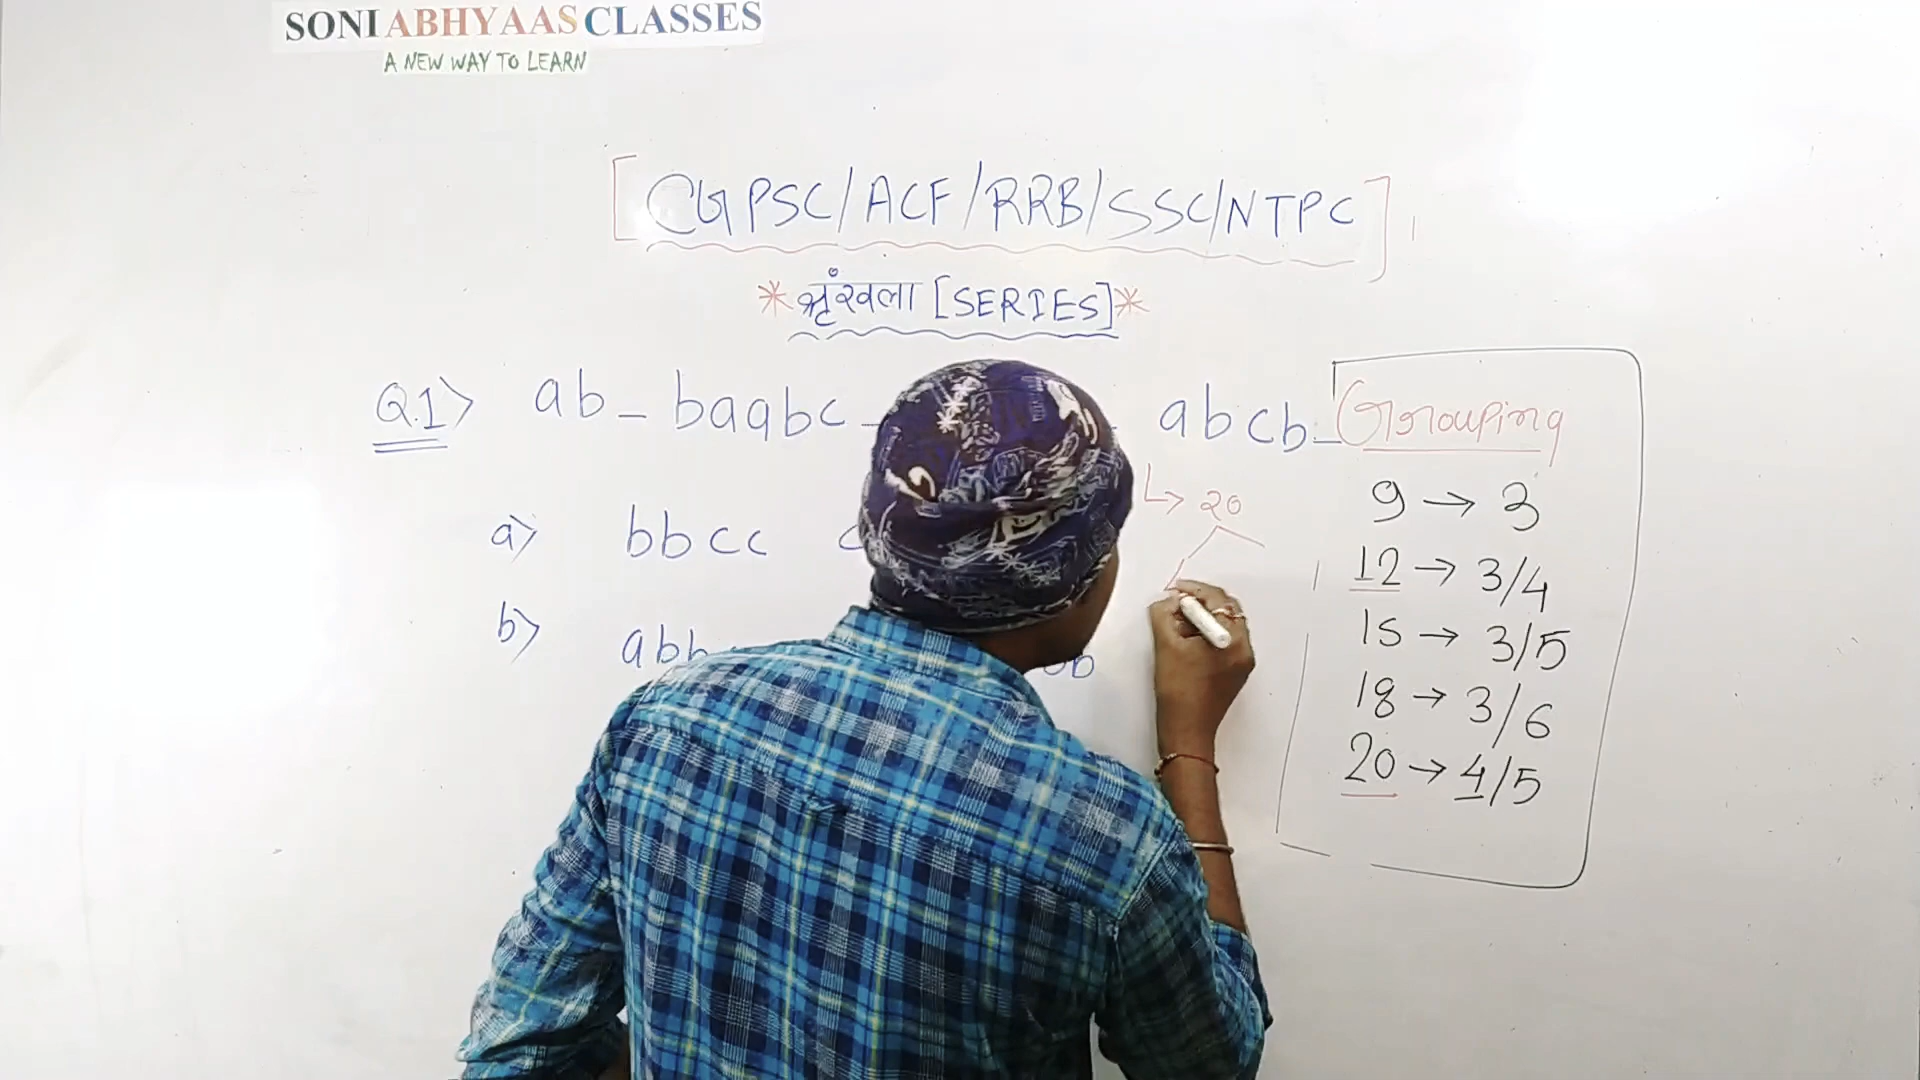 SONI ABHYAAS CLASSES
A NEW WAY TO LEARN
[CGPSC/ACF/RRB/SSC/NTPC]
*श्रृंखला [SERIES]*
Q.1> ab_baabc_ abcb_
Grouping
↳ 20
9 → 3
12 → 3/4
15 → 3/5
18 → 3/6
20 → 4/5
a) bbcc c
b) abb